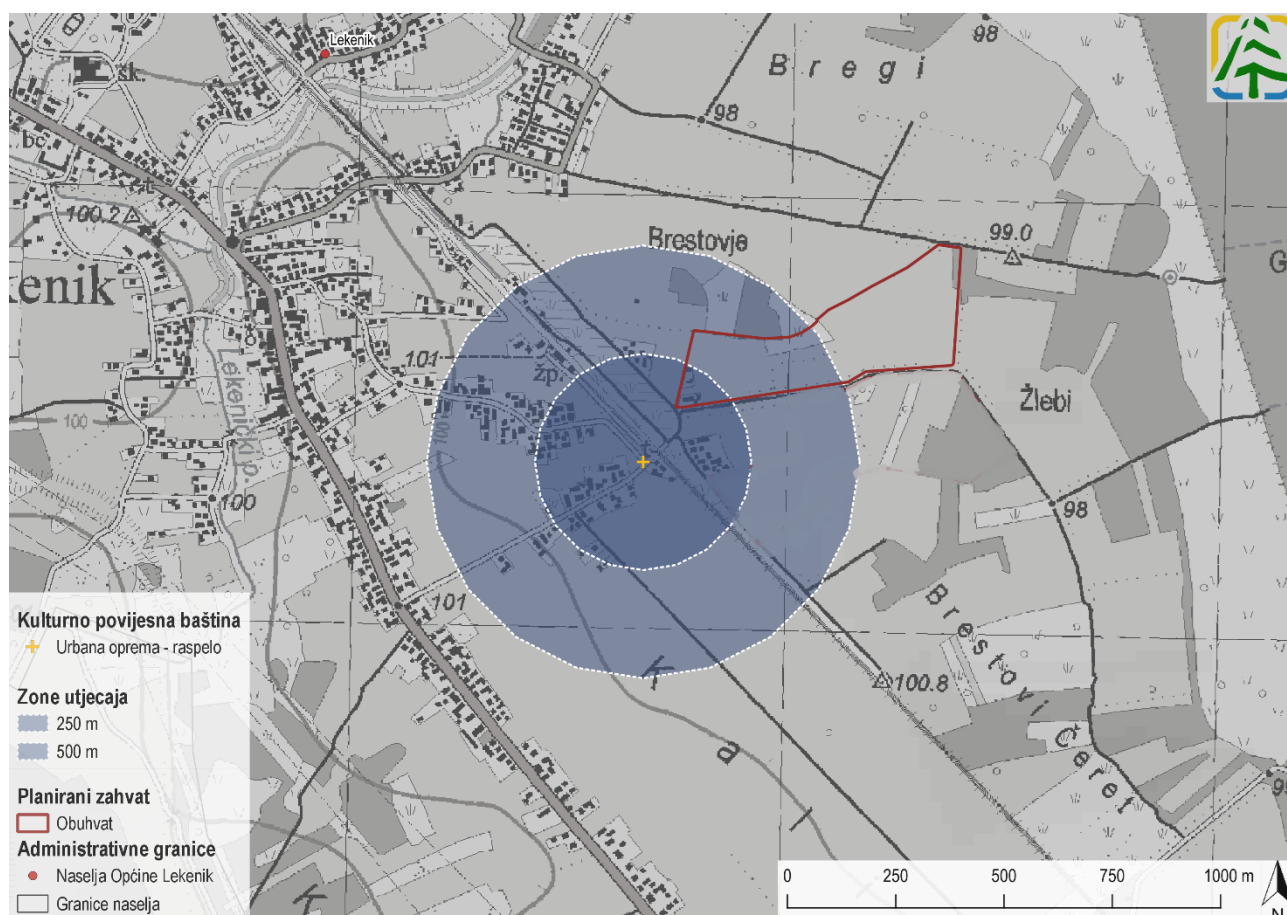 Lekenik
98
B r e g i
šk.
98
bc.
100.2
99.0
Brestovje
G
kenik
Lekenički p.
101
žp.
100
100
Žlebi
100
98
101
Brestovi Čeret
100.8
K a l
K
Kulturno povijesna baština
Urbana oprema - raspelo
Zone utjecaja
250 m
500 m
Planirani zahvat
Obuhvat
Administrativne granice
Naselja Općine Lekenik
Granice naselja
0 250 500 750 1000 m
N